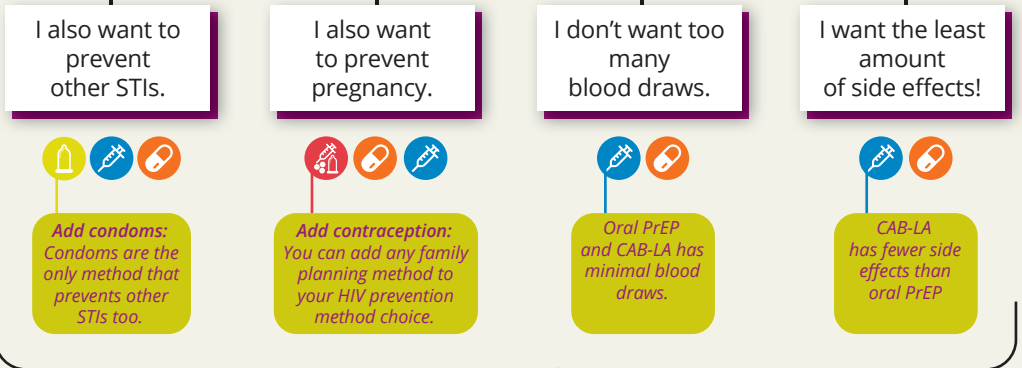 I also want to
prevent
other STIs.
I also want
to prevent
pregnancy.
I don’t want too
many
blood draws.
I want the least
amount
of side effects!
Add condoms:
Condoms are the
only method that
prevents other
STIs too.
Add contraception:
You can add any family
planning method to
your HIV prevention
method choice.
Oral PrEP
and CAB-LA has
minimal blood
draws.
CAB-LA
has fewer side
effects than
oral PrEP